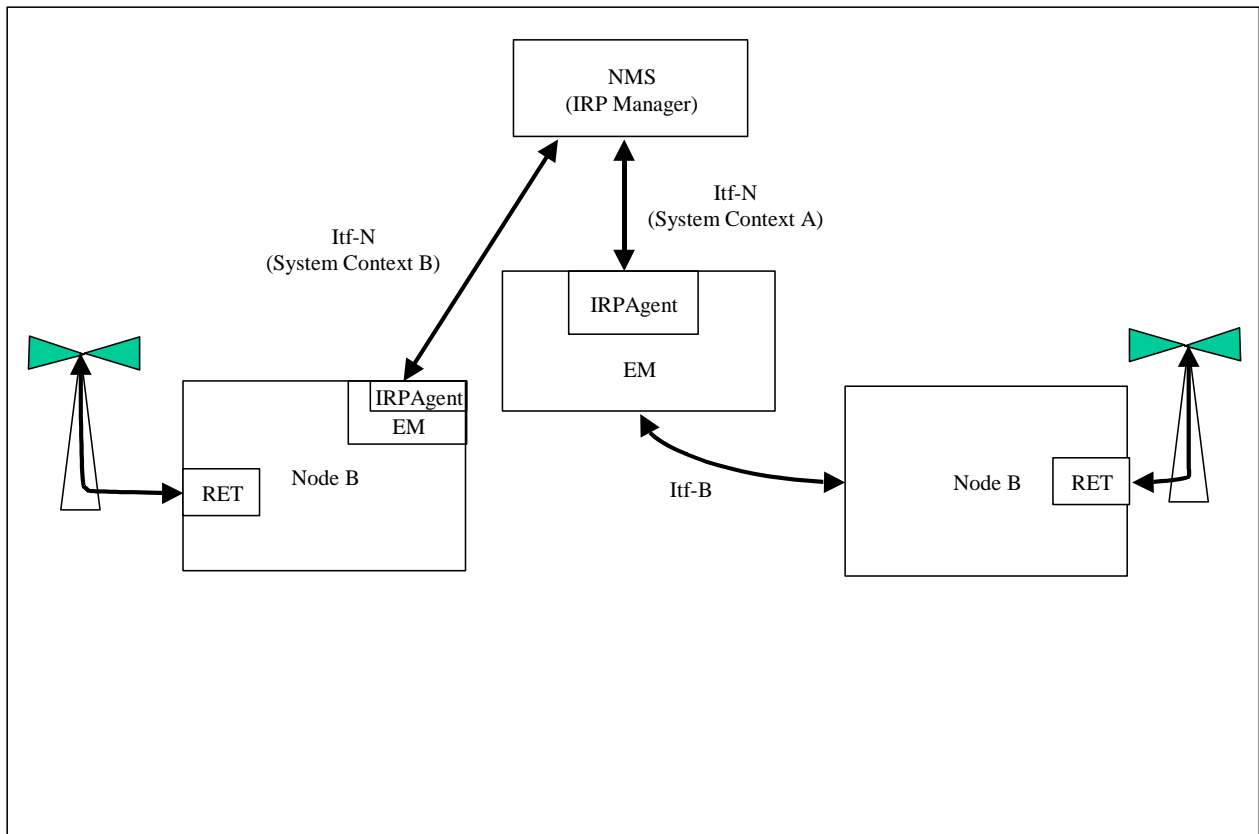 NMS
(IRP Manager)
Itf-N
(System Context A)
Itf-N
(System Context B)
IRPAgent
EM
IRPAgent
EM
Node B
RET
Itf-B
Node B
RET